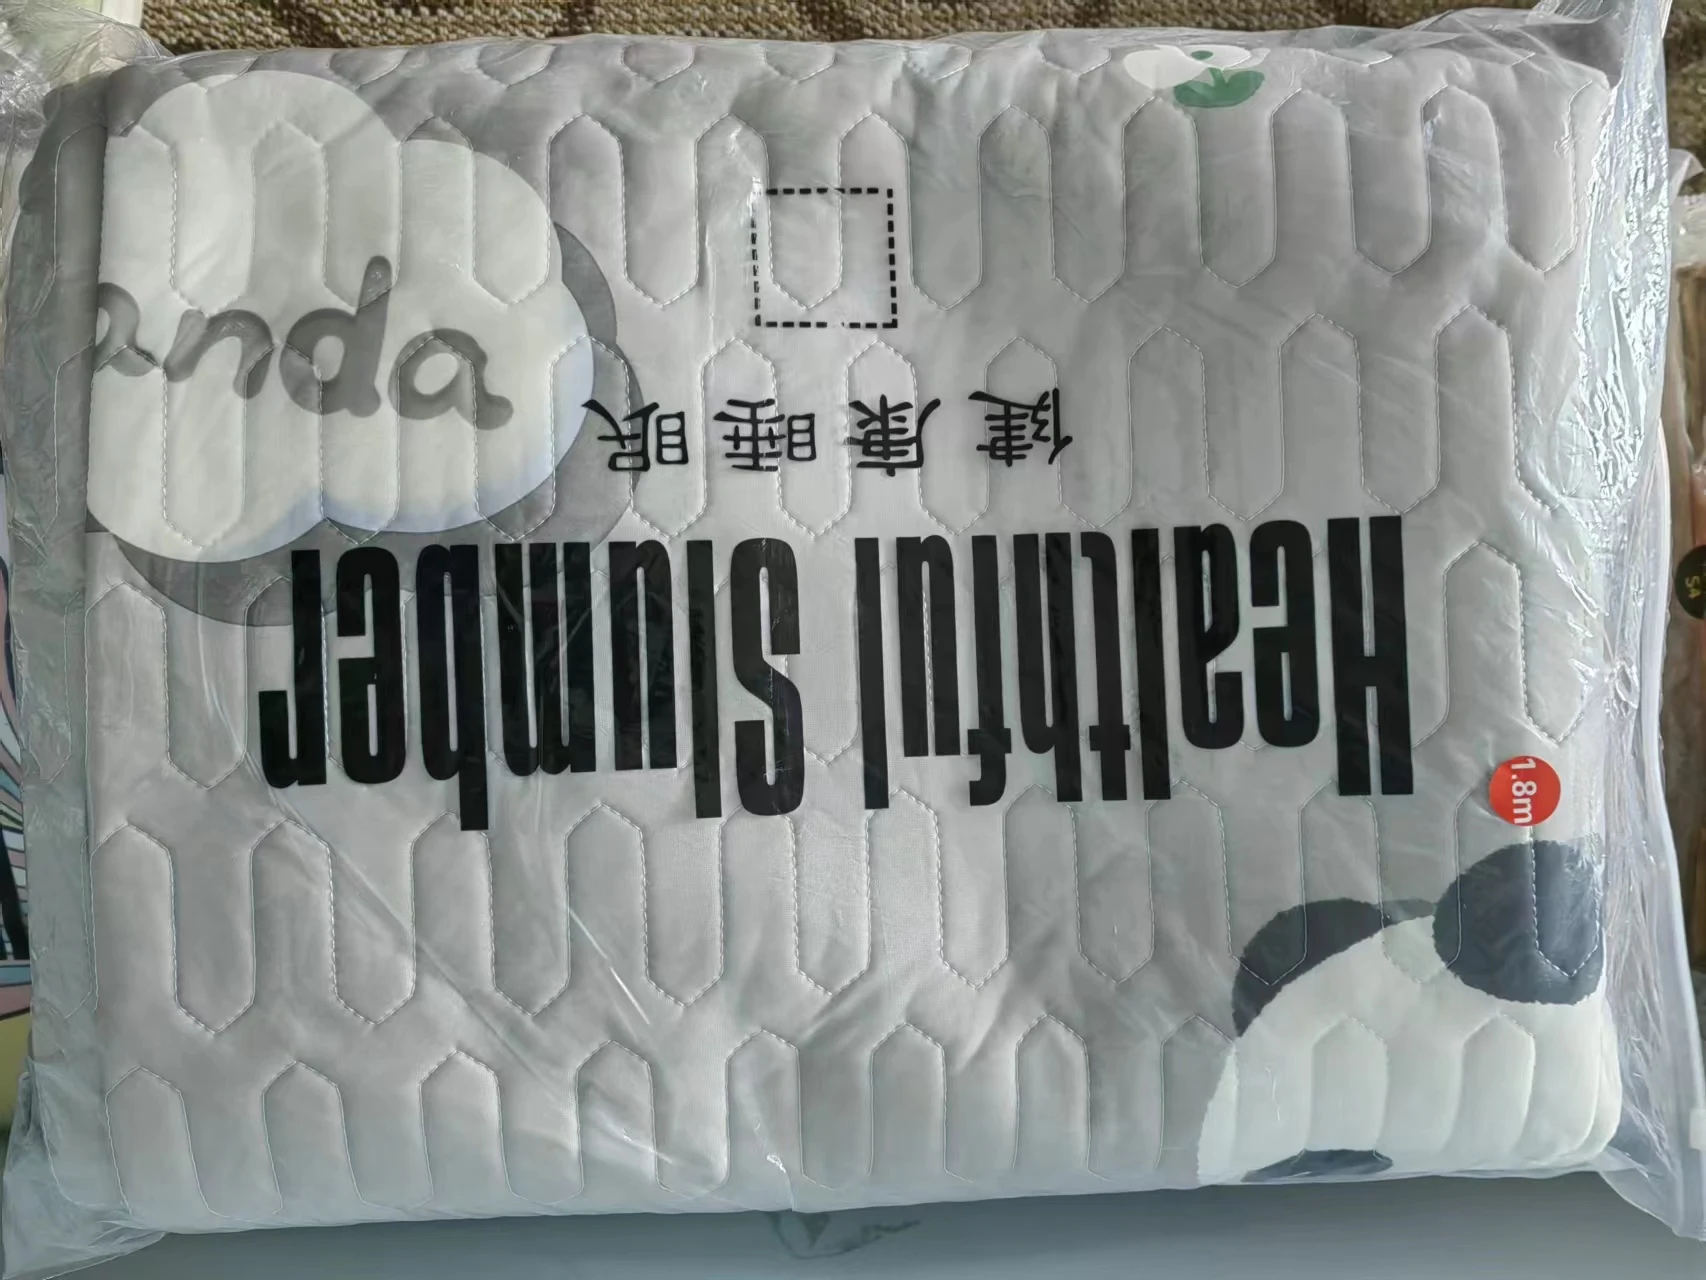 Healthful Slumber
健康睡眠
anda
1.8m